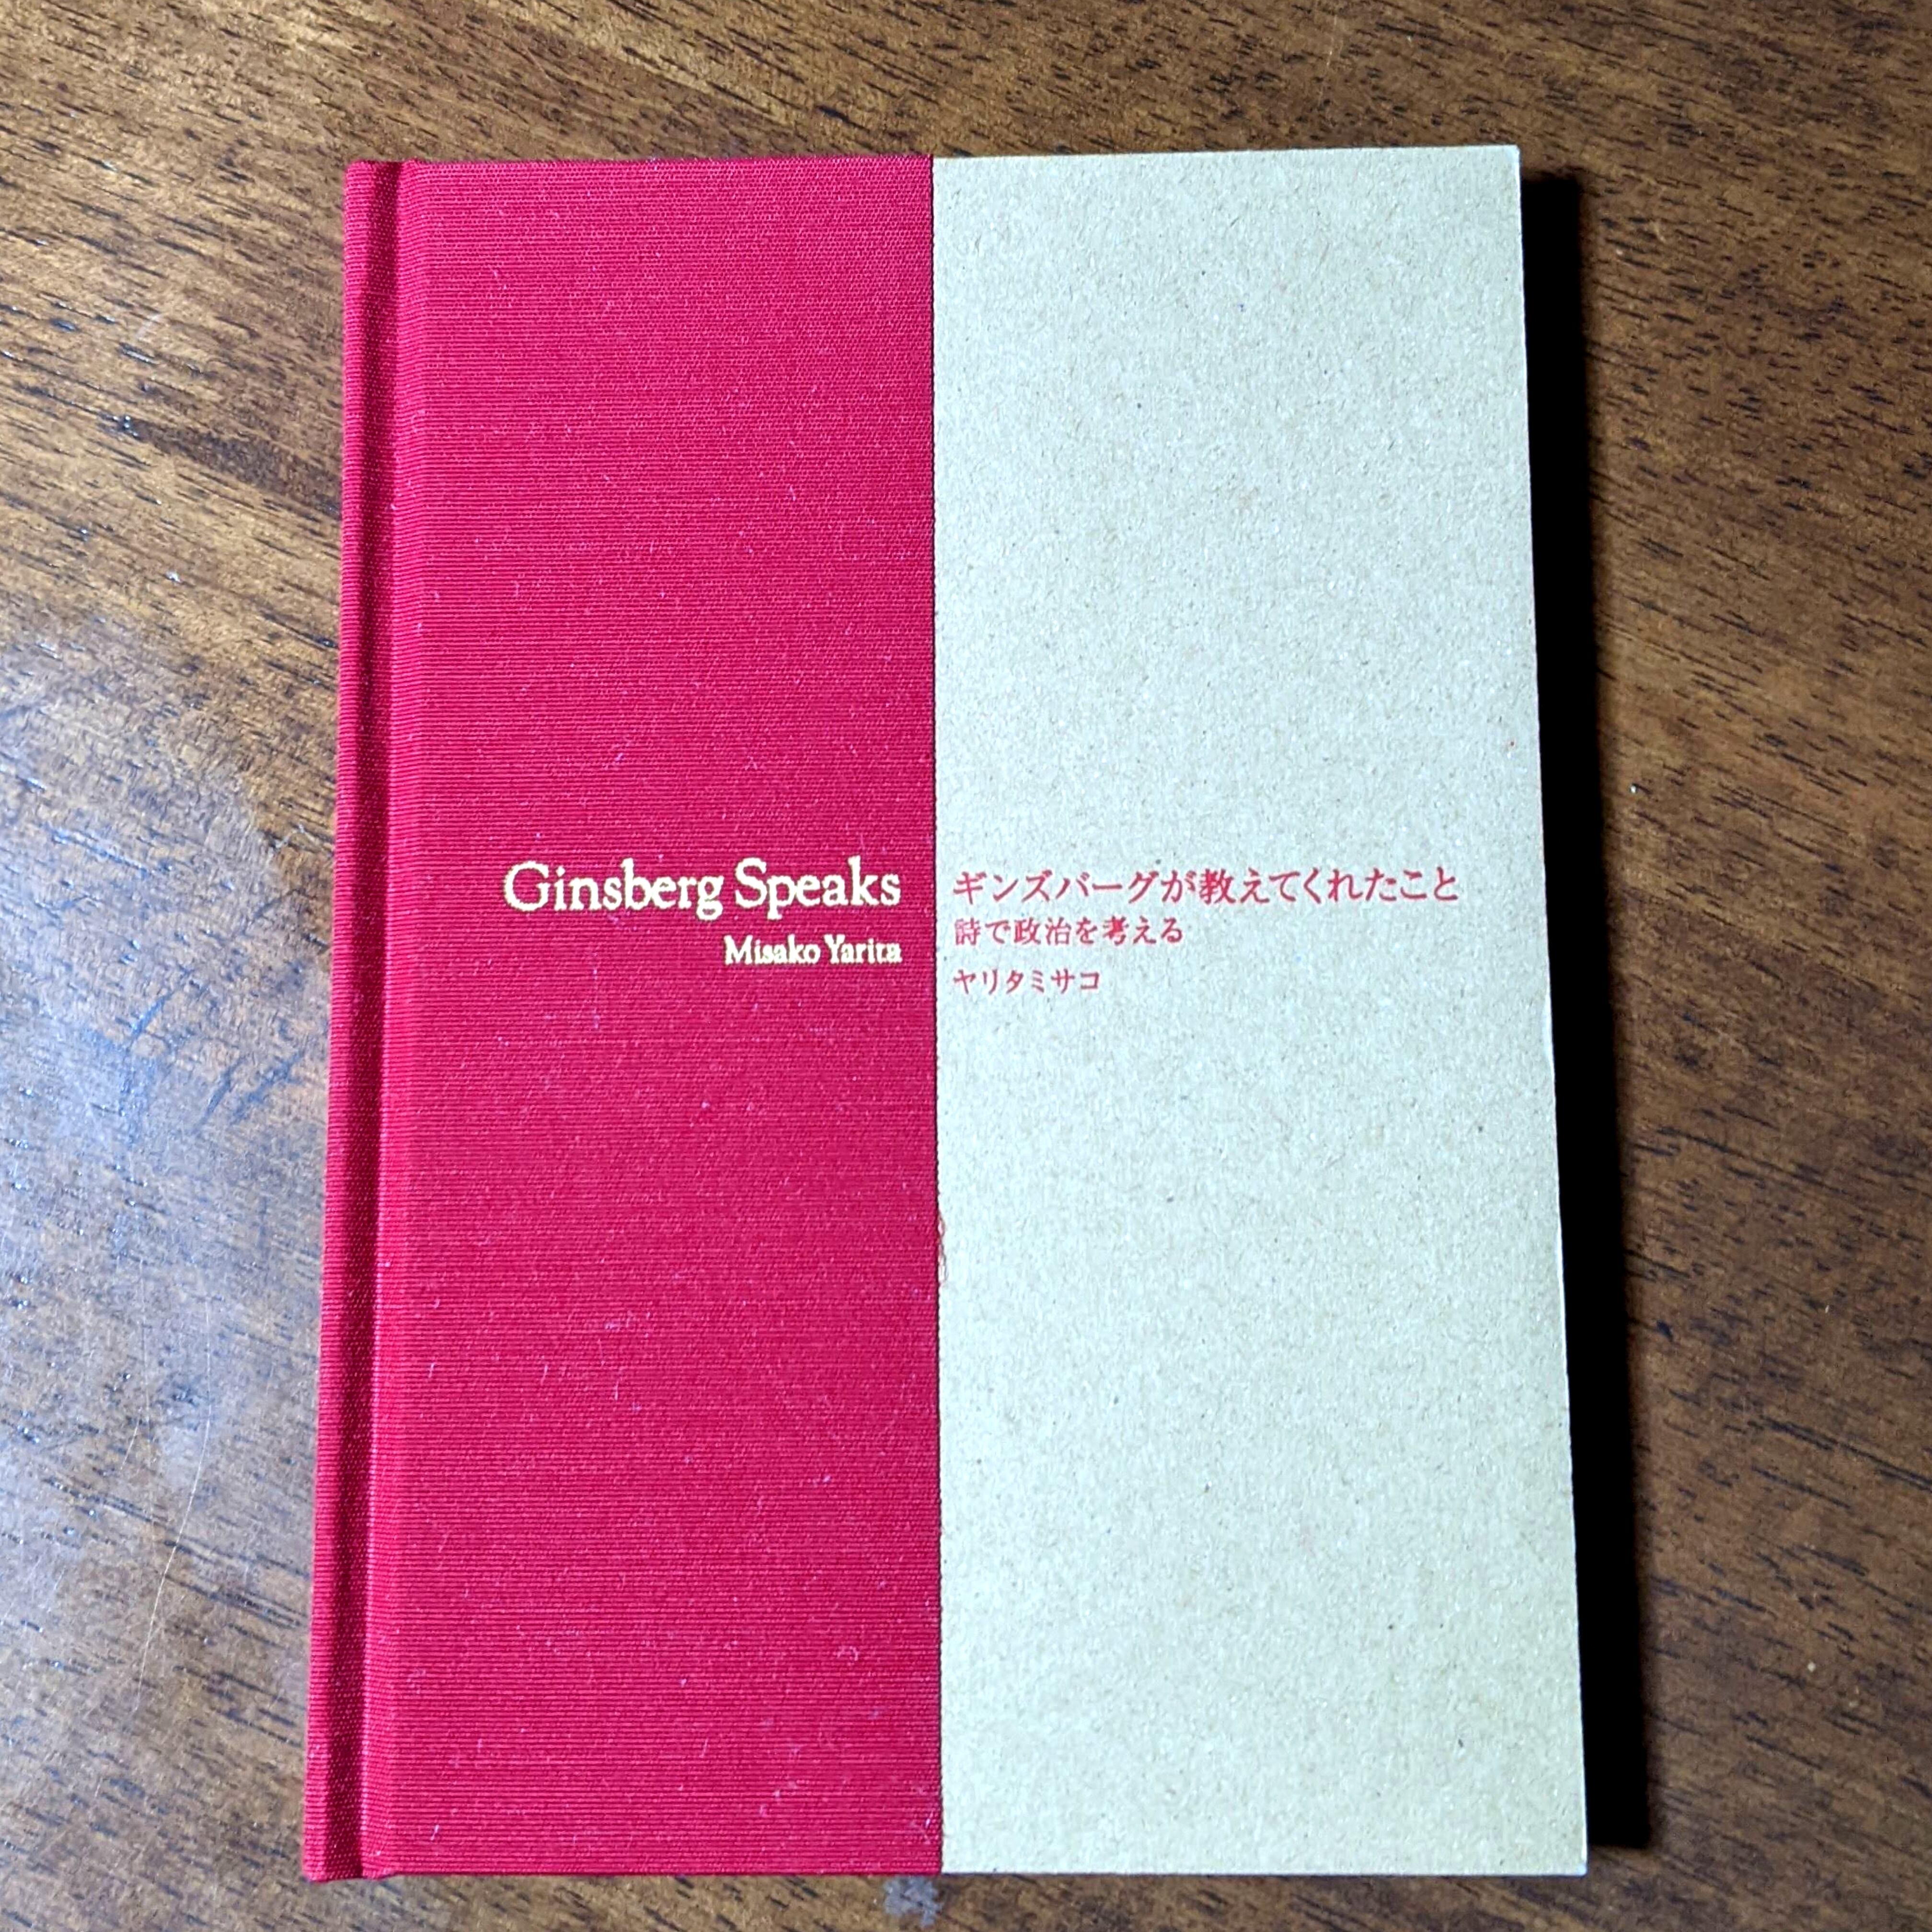 Ginsberg Speaks
Misako Yarita
ギンズバーグが教えてくれたこと
詩で政治を考える
ヤリタミサコ